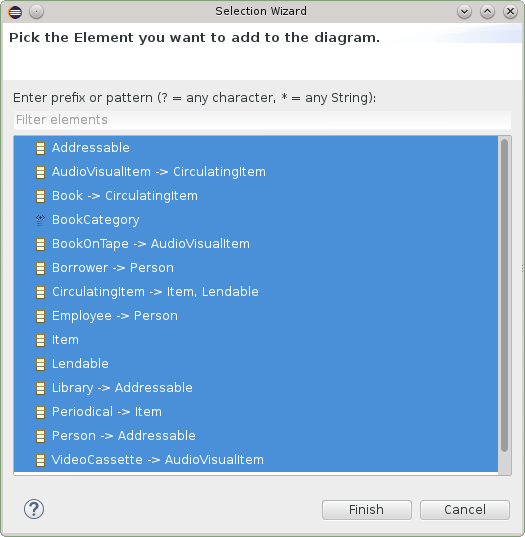 Selection Wizard
Pick the Element you want to add to the diagram.
Enter prefix or pattern (? = any character, * = any String):
Filter elements
Addressable
AudioVisualItem -> CirculatingItem
Book -> CirculatingItem
BookCategory
BookOnTape -> AudioVisualItem
Borrower -> Person
CirculatingItem -> Item, Lendable
Employee -> Person
Item
Lendable
Library -> Addressable
Periodical -> Item
Person -> Addressable
VideoCassette -> AudioVisualItem
? Finish Cancel